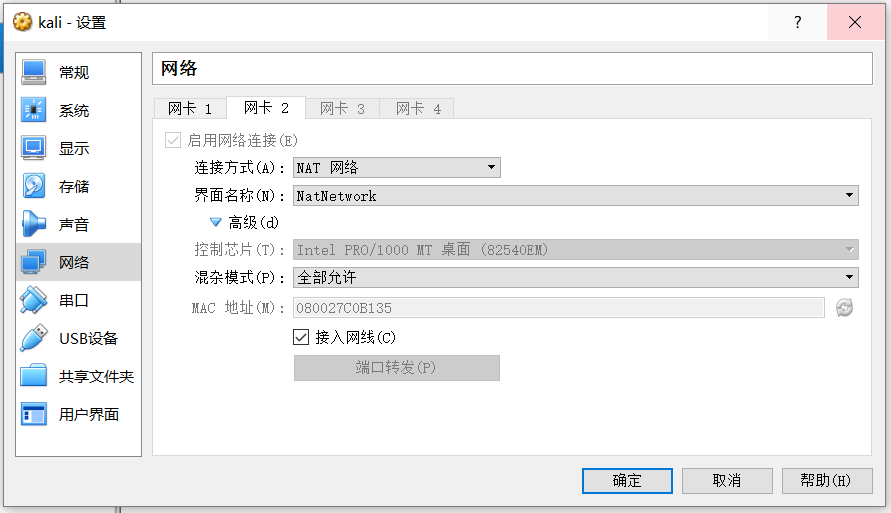 kali - 设置
?
常规
系统
显示
存储
声音
网络
串口
USB设备
共享文件夹
用户界面
网络
网卡 1 网卡 2 网卡 3 网卡 4
启用网络连接(E)
连接方式(A): NAT 网络
界面名称(N): NatNetwork
高级(d)
控制芯片(T): Intel PRO/1000 MT 桌面 (82540EM)
混杂模式(P): 全部允许
MAC 地址(M): 080027C0B135
接入网线(C)
端口转发(P)
确定 取消 帮助(H)